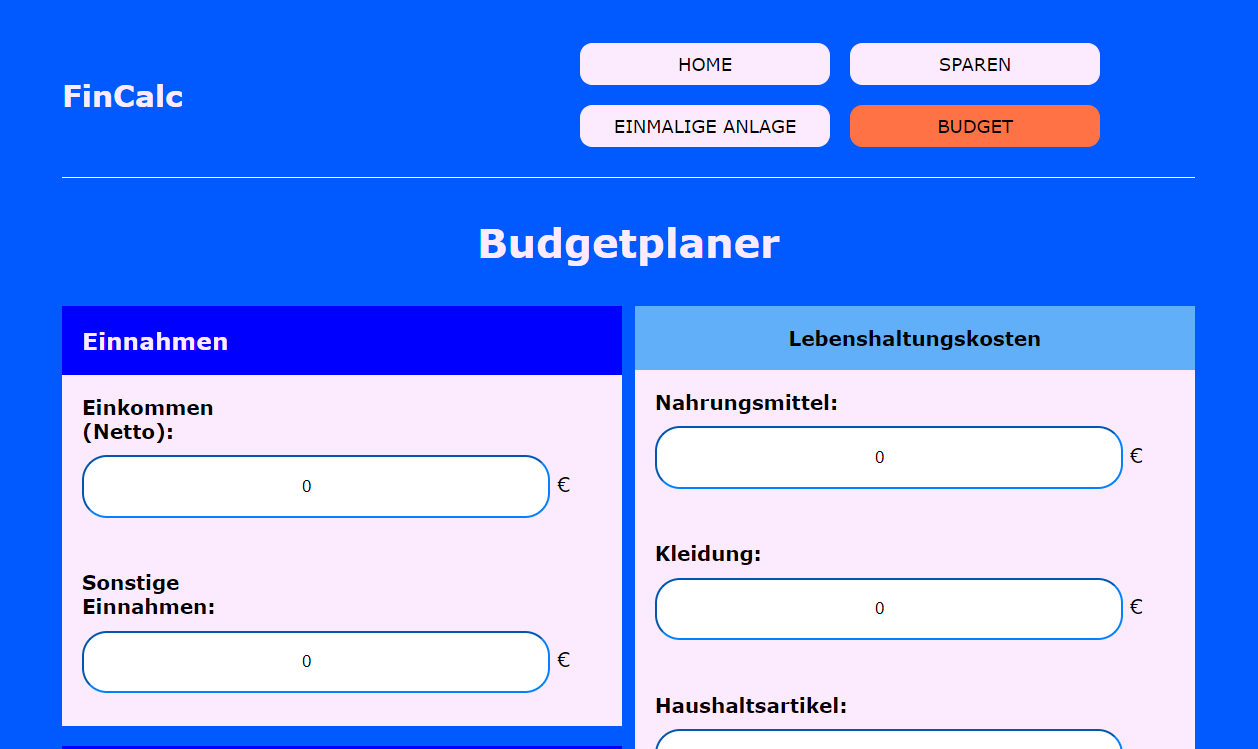 FinCalc
HOME
SPAREN
EINMALIGE ANLAGE
BUDGET
Budgetplaner
Einnahmen
Einkommen
(Netto):
0 €
Sonstige
Einnahmen:
0 €
Lebenshaltungskosten
Nahrungsmittel:
0 €
Kleidung:
0 €
Haushaltsartikel: